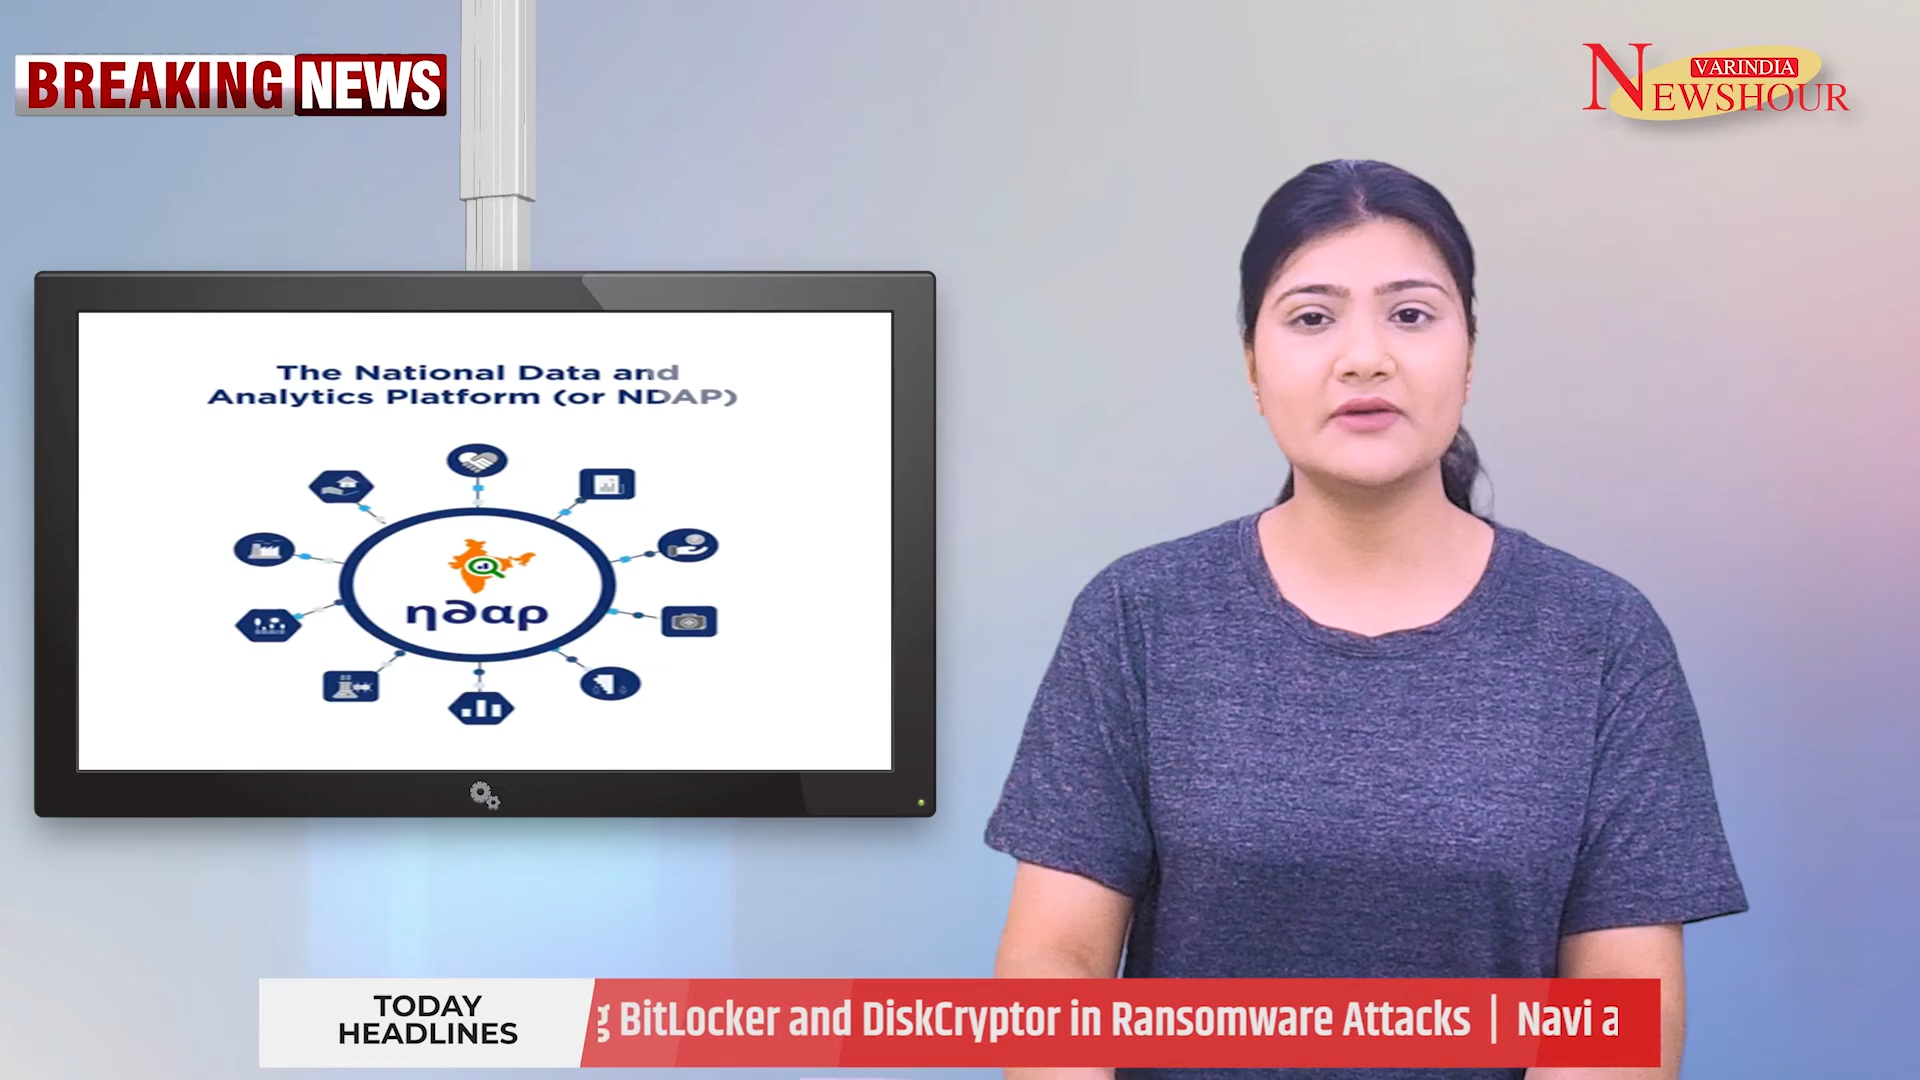 BREAKING NEWS
VARINDIA
NEWSHOUR
The National Data and
Analytics Platform (or NDAP)
η∂αρ
TODAY
HEADLINES
g BitLocker and DiskCryptor in Ransomware Attacks | Navi a